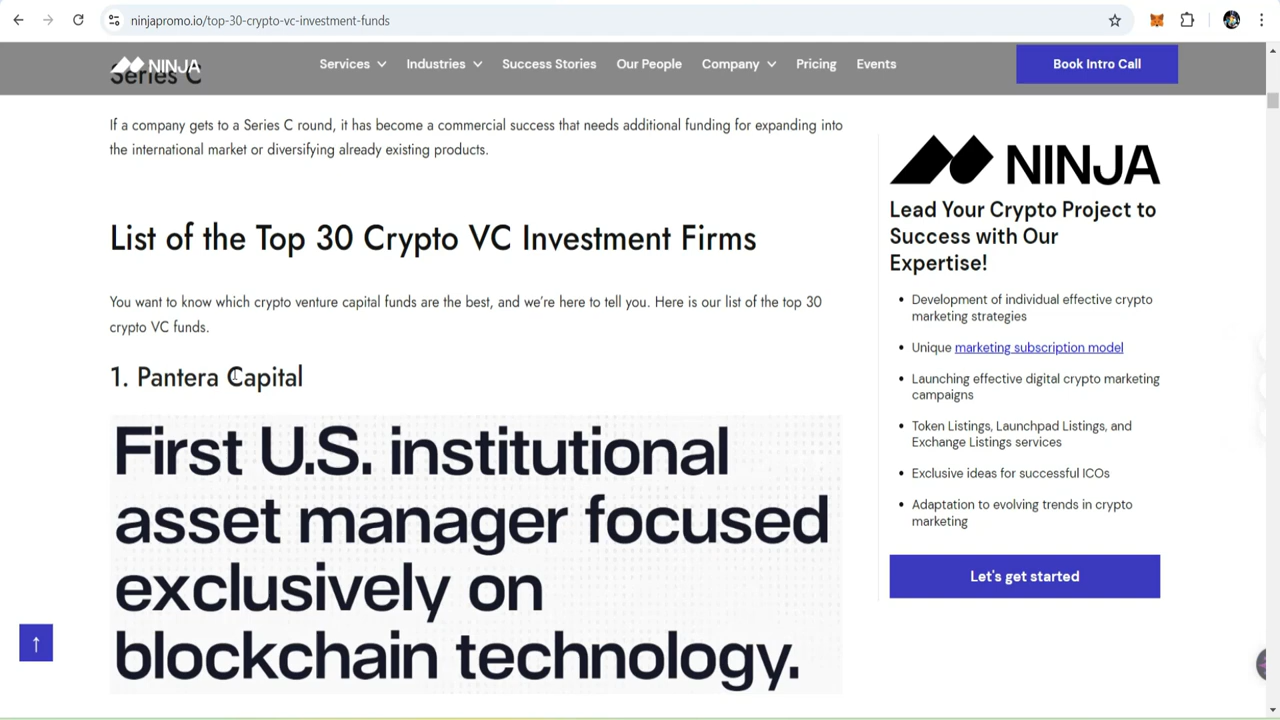 ninjapromo.io/top-30-crypto-vc-investment-funds
NINJA
Services
Industries
Success Stories
Our People
Company
Pricing
Events
Book Intro Call
Series C
If a company gets to a Series C round, it has become a commercial success that needs additional funding for expanding into
the international market or diversifying already existing products.
List of the Top 30 Crypto VC Investment Firms
You want to know which crypto venture capital funds are the best, and we’re here to tell you. Here is our list of the top 30
crypto VC funds.
1. Pantera Capital
First U.S. institutional
asset manager focused
exclusively on
blockchain technology.
NINJA
Lead Your Crypto Project to
Success with Our
Expertise!
• Development of individual effective crypto
marketing strategies
• Unique marketing subscription model
• Launching effective digital crypto marketing
campaigns
• Token Listings, Launchpad Listings, and
Exchange Listings services
• Exclusive ideas for successful ICOs
• Adaptation to evolving trends in crypto
marketing
Let's get started